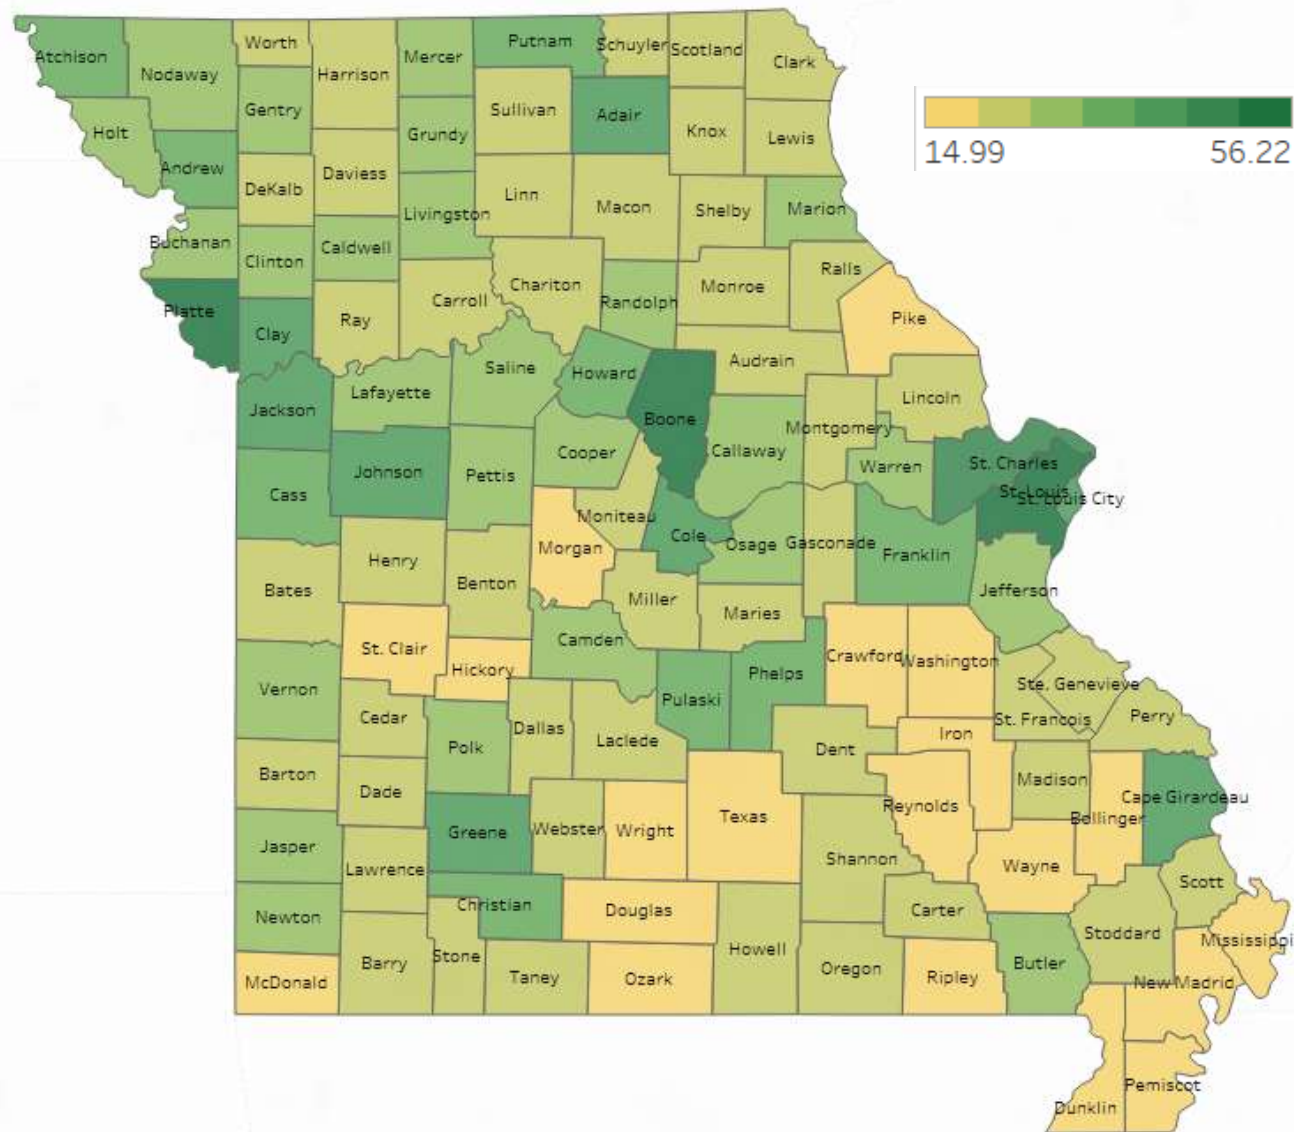 Atchison
Nodaway
Worth
Harrison
Mercer
Putnam
Schuyler
Scotland
Clark
Gentry
Holt
Andrew
DeKalb
Daviess
Grundy
Sullivan
Adair
Knox
Lewis
14.99
56.22
Buchanan
Clinton
Caldwell
Livingston
Linn
Macon
Shelby
Marion
Platte
Clay
Ray
Carroll
Chariton
Randolph
Monroe
Ralls
Pike
Jackson
Lafayette
Saline
Howard
Boone
Audrain
Lincoln
Cass
Johnson
Pettis
Cooper
Callaway
Montgomery
Warren
St. Charles
St. Louis
St. Louis City
Moniteau
Morgan
Cole
Osage
Gasconade
Franklin
Jefferson
Bates
Henry
Benton
Miller
Maries
St. Clair
Hickory
Camden
Crawford
Washington
Vernon
Pulaski
Phelps
Ste. Genevieve
St. Francois
Perry
Cedar
Polk
Dallas
Laclede
Dent
Iron
Barton
Dade
Madison
Cape Girardeau
Bollinger
Jasper
Greene
Webster
Wright
Texas
Reynolds
Lawrence
Shannon
Wayne
Scott
Newton
Christian
Douglas
Carter
Stoddard
Mississippi
McDonald
Barry
Stone
Taney
Ozark
Howell
Oregon
Ripley
Butler
New Madrid
Pemiscot
Dunklin